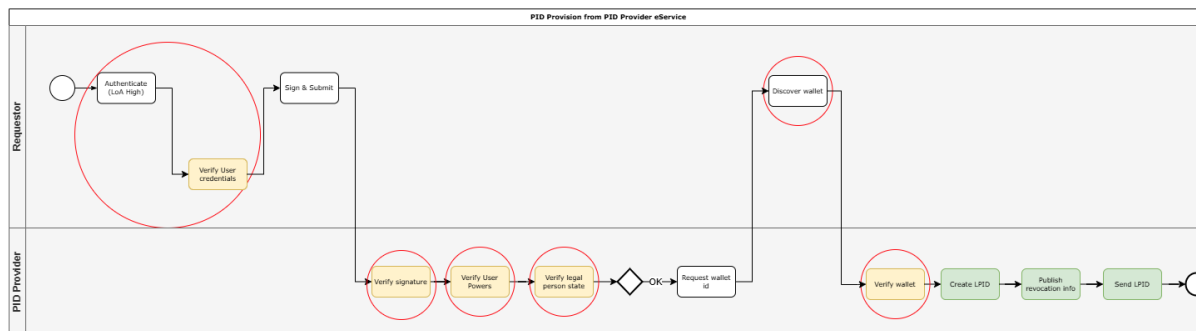 PID Provision from PID Provider eService
Requestor
Authenticate
(LoA High)
Verify User
credentials
Sign & Submit
Discover wallet
PID Provider
Verify signature
Verify User
Powers
Verify legal
person state
OK
Request wallet
id
Verify wallet
Create LPID
Publish
revocation info
Send LPID